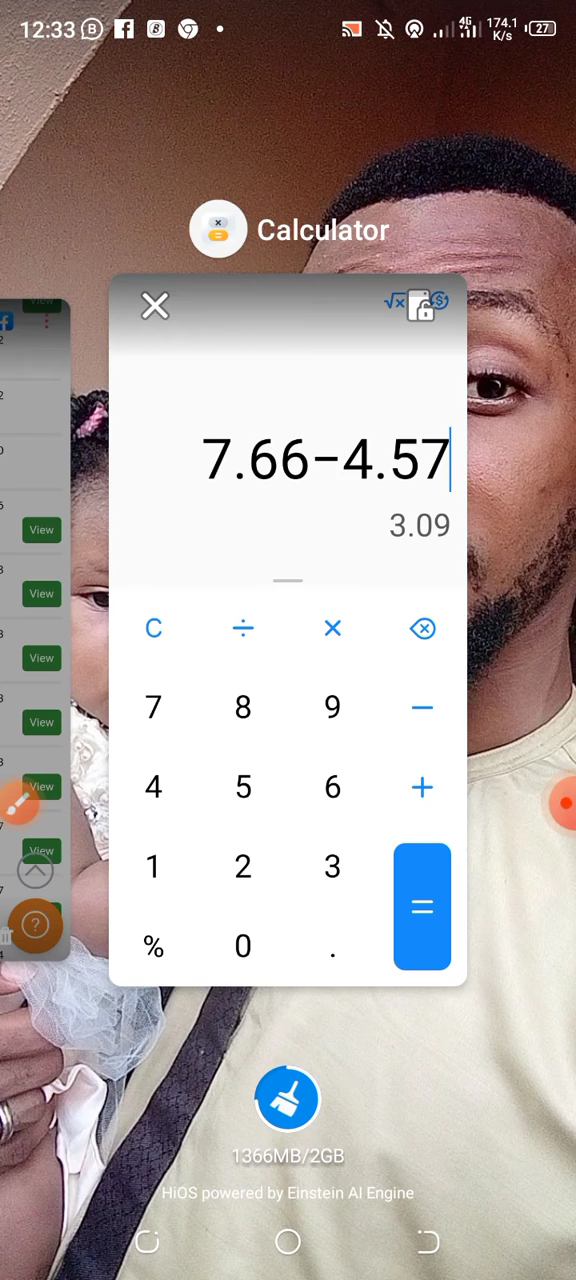 12:33
4G
174.1
K/s
27
Calculator
7.66−4.57
3.09
C ÷ ×
7 8 9 −
4 5 6 +
1 2 3
% 0 . =
View
View
View
View
View
View
View
?
1366MB/2GB
HiOS powered by Einstein AI Engine